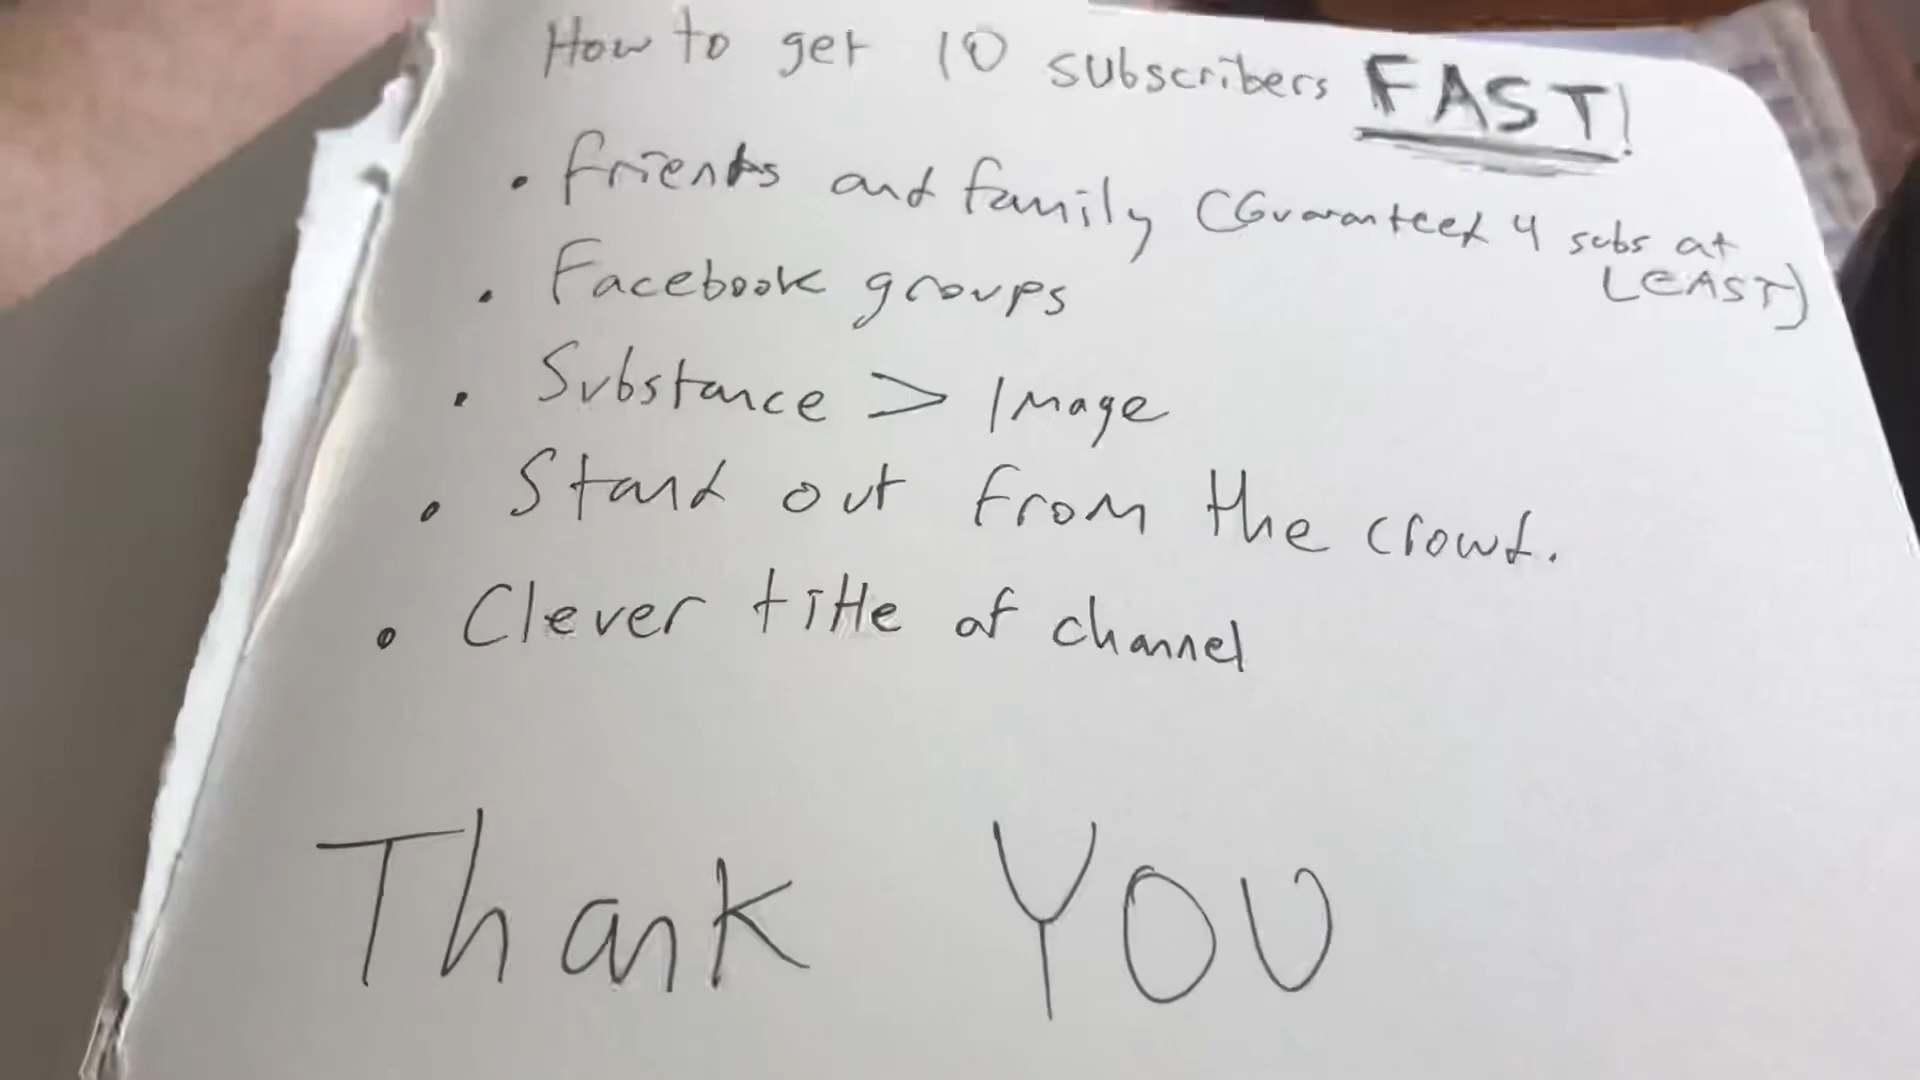 How to get 10 subscribers FAST!
• friends and family (Guaranteed 4 subs at
LEAST)
• Facebook groups
• Substance > Image
• Stand out from the crowd.
• Clever title of channel
Thank YOU